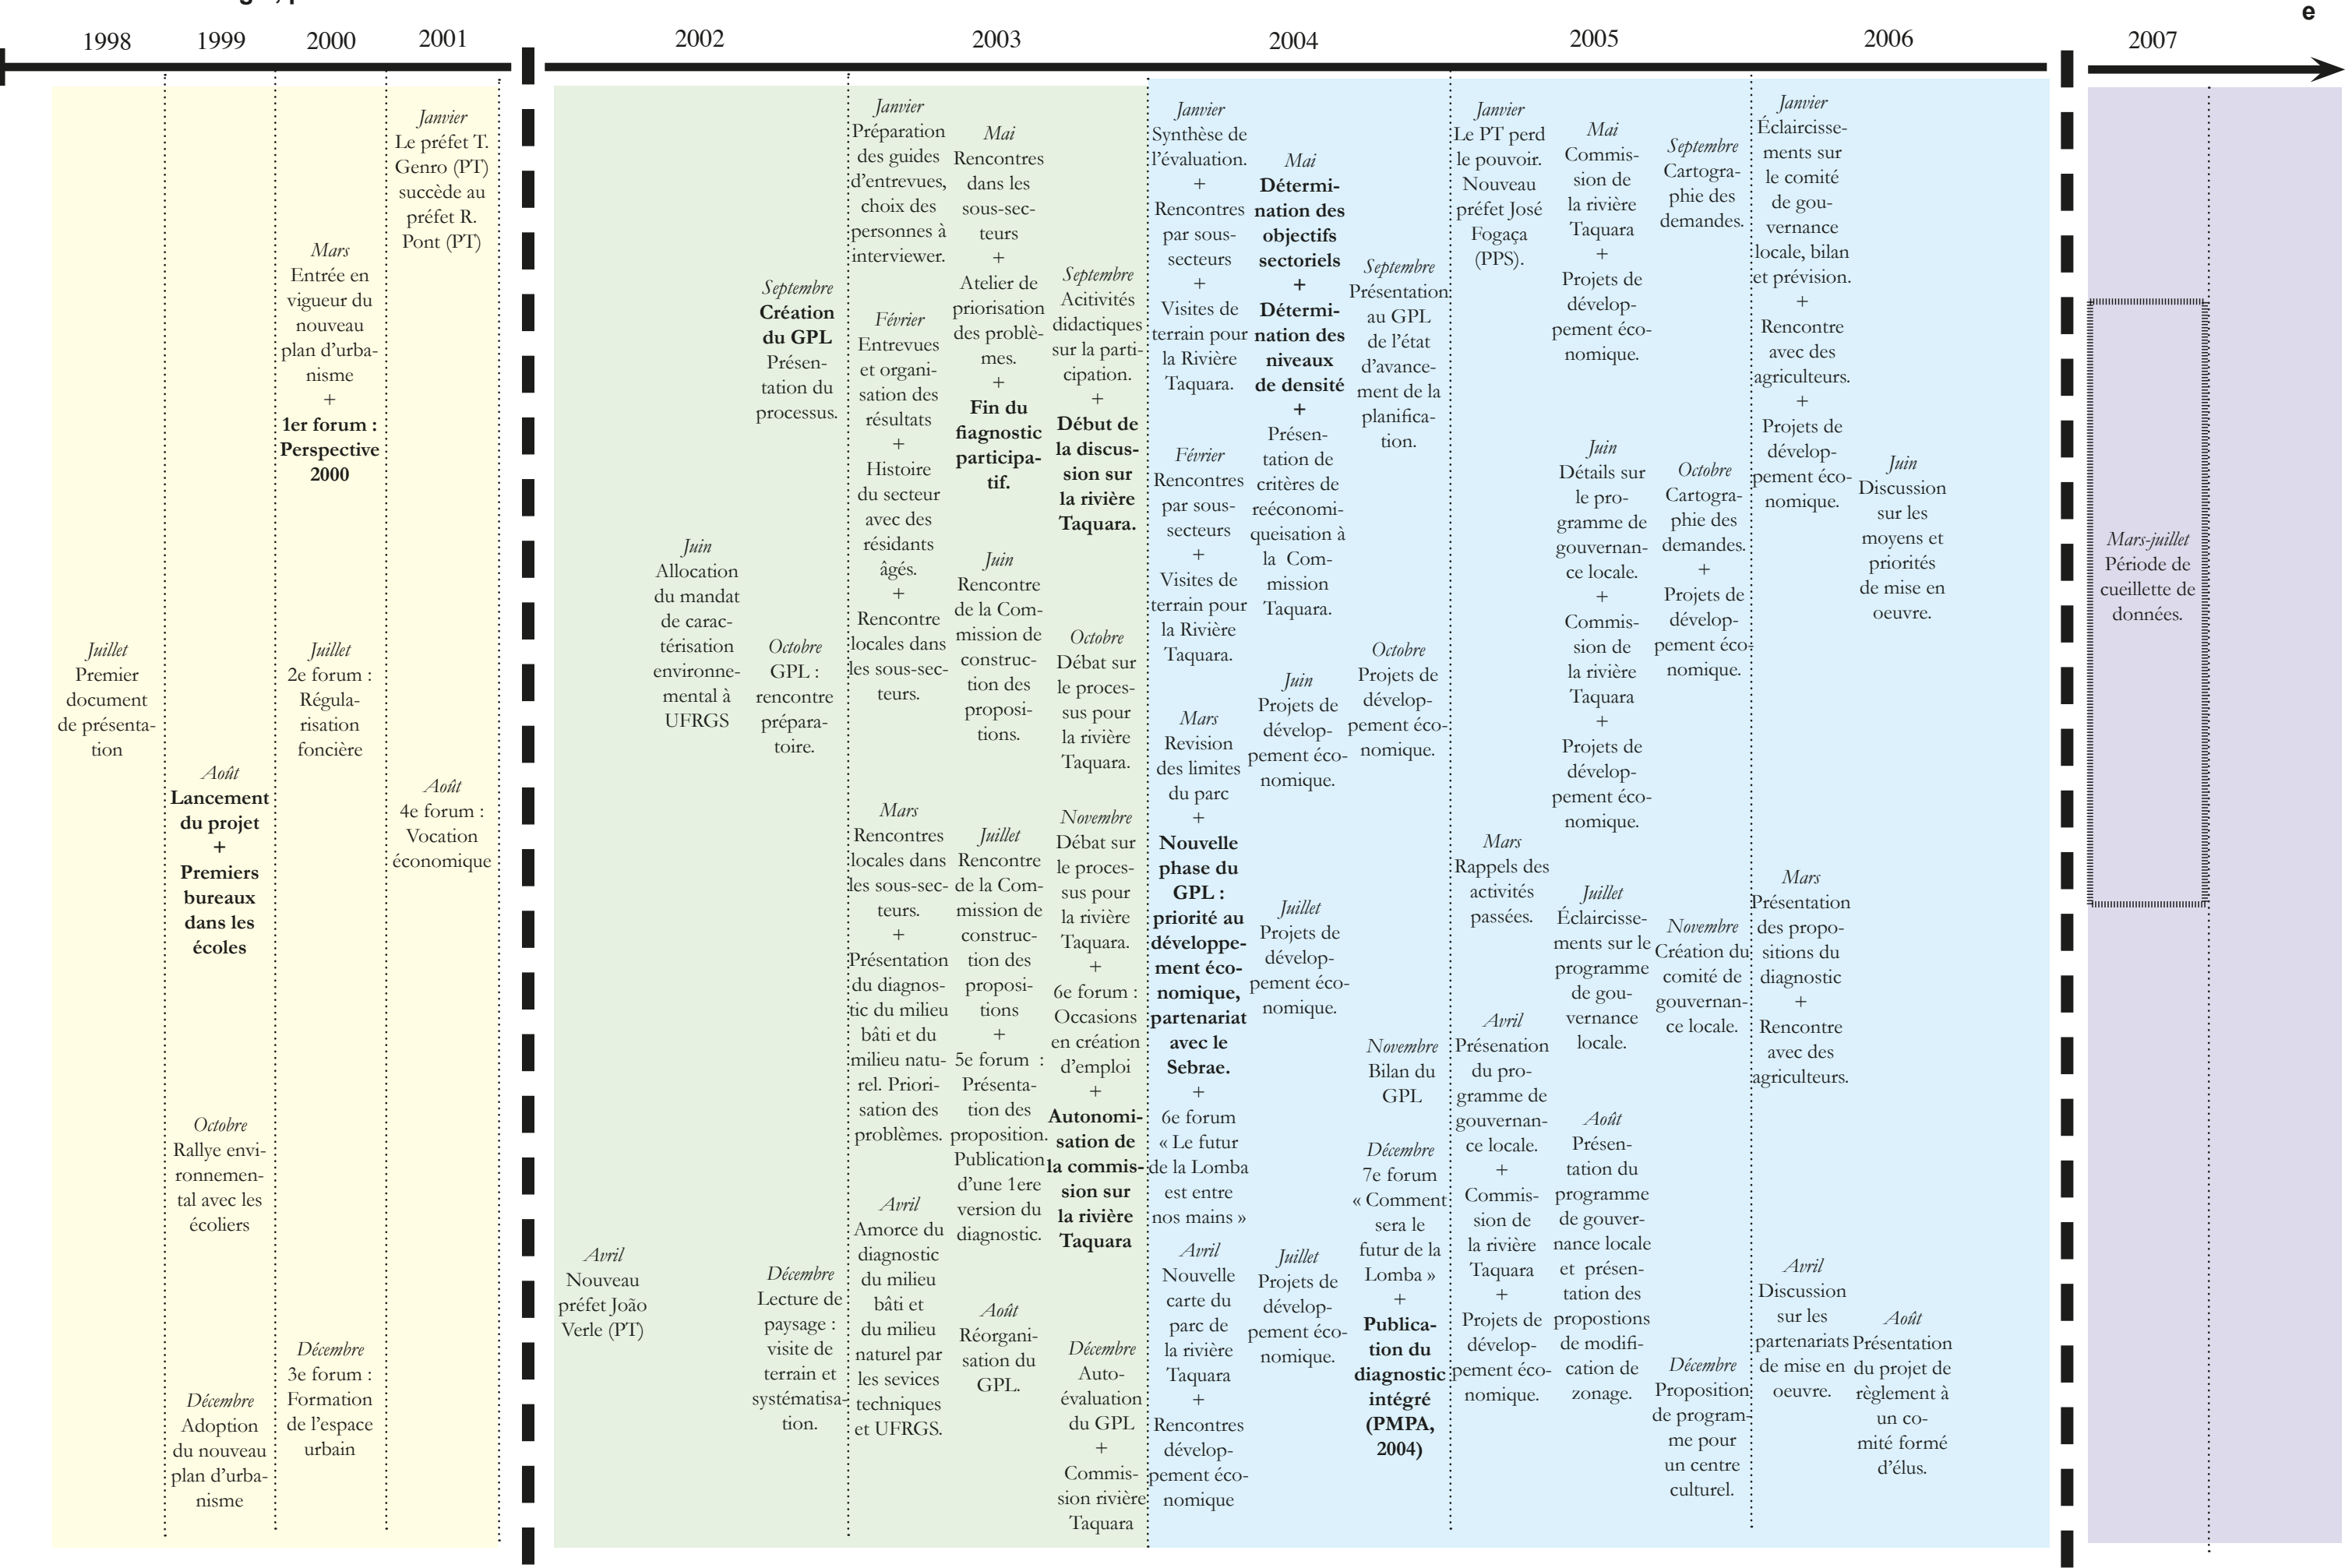 e
1998
1999
2000
2001
2002
2003
2004
2005
2006
2007
Juillet
Premier
document
de présenta-
tion
Août
Lancement
du projet
+
Premiers
bureaux
dans les
écoles
Octobre
Rallye envi-
ronnemen-
tal avec les
écoliers
Décembre
Adoption
du nouveau
plan d'urba-
nisme
Mars
Entrée en
vigueur du
nouveau
plan d'urba-
nisme
+
1er forum :
Perspective
2000
Juillet
2e forum :
Régula-
risation
foncière
Décembre
3e forum :
Formation
de l'espace
urbain
Janvier
Le préfet T.
Genro (PT)
succède au
préfet R.
Pont (PT)
Août
4e forum :
Vocation
économique
Avril
Nouveau
préfet João
Verle (PT)
Juin
Allocation
du mandat
de carac-
térisation
environne-
mental à
UFRGS
Septembre
Création
du GPL
Présen-
tation du
processus.
Octobre
GPL :
rencontre
prépara-
toire.
Décembre
Lecture de
paysage :
visite de
terrain et
systématisa-
tion.
Janvier
Préparation
des guides
d'entrevues,
choix des
personnes à
interviewer.
Février
Entrevues
et organi-
sation des
résultats
+
Histoire
du secteur
avec des
résidants
âgés.
+
Rencontre
locales dans
les sous-sec-
teurs.
Mars
Rencontres
locales dans
les sous-sec-
teurs.
+
Présentation
du diagnos-
tic du milieu
bâti et du
milieu natu-
rel. Priori-
sation des
problèmes.
Avril
Amorce du
diagnostic
du milieu
bâti et
du milieu
naturel par
les sevices
techniques
et UFRGS.
Mai
Rencontres
dans les
sous-sec-
teurs
+
Atelier de
priorisation
des problè-
mes.
+
Fin du
fiagnostic
participa-
tif.
Juin
Rencontre
de la Com-
mission de
construc-
tion des
proposi-
tions.
Juillet
Rencontre
de la Com-
mission de
construc-
tion des
proposi-
tions
+
5e forum :
Présenta-
tion des
proposition.
Publication
d'une 1ere
version du
diagnostic.
Août
Réorgani-
sation du
GPL.
Septembre
Acitivités
didactiques
sur la parti-
cipation.
+
Début de
la discus-
sion sur
la rivière
Taquara.
Octobre
Débat sur
le proces-
sus pour
la rivière
Taquara.
Novembre
Débat sur
le proces-
sus pour
la rivière
Taquara.
+
6e forum :
Occasions
en création
d'emploi
+
Autonomi-
sation de
la commis-
sion sur
la rivière
Taquara
Décembre
Auto-
évaluation
du GPL
+
Commis-
sion rivière
Taquara
Janvier
Synthèse de
l'évaluation.
+
Rencontres
par sous-
secteurs
+
Visites de
terrain pour
la Rivière
Taquara.
Février
Rencontres
par sous-
secteurs
+
Visites de
terrain pour
la Rivière
Taquara.
Mars
Revision
des limites
du parc
+
Nouvelle
phase du
GPL :
priorité au
développe-
ment éco-
nomique,
partenariat
avec le
Sebrae.
+
6e forum
« Le futur
de la Lomba
est entre
nos mains »
Avril
Nouvelle
carte du
parc de
la rivière
Taquara
+
Rencontres
dévelop-
pement éco-
nomique
Mai
Détermi-
nation des
objectifs
sectoriels
+
Détermi-
nation des
niveaux
de densité
+
Présen-
tation de
critères de
reéconomi-
queisation à
la Com-
mission
Taquara.
Juin
Projets de
dévelop-
pement éco-
nomique.
Juillet
Projets de
dévelop-
pement éco-
nomique.
Juillet
Projets de
dévelop-
pement éco-
nomique.
Septembre
Présentation
au GPL
de l'état
d'avance-
ment de la
planifica-
tion.
Octobre
Projets de
dévelop-
pement éco-
nomique.
Novembre
Bilan du
GPL
Décembre
7e forum
« Comment
sera le
futur de la
Lomba »
+
Publica-
tion du
diagnostic
intégré
(PMPA,
2004)
Janvier
Le PT perd
le pouvoir.
Nouveau
préfet José
Fogaça
(PPS).
Mars
Rappels des
activités
passées.
Avril
Présenation
du pro-
gramme de
gouvernan-
ce locale.
+
Commis-
sion de
la rivière
Taquara
+
Projets de
dévelop-
pement éco-
nomique.
Mai
Commis-
sion de
la rivière
Taquara
+
Projets de
dévelop-
pement éco-
nomique.
Juin
Détails sur
le pro-
gramme de
gouvernan-
ce locale.
+
Commis-
sion de
la rivière
Taquara
+
Projets de
dévelop-
pement éco-
nomique.
Juillet
Éclaircisse-
ments sur le
programme
de gou-
vernance
locale.
Août
Présen-
tation du
programme
de gouver-
nance locale
et présen-
tation des
propostions
de modifi-
cation de
zonage.
Septembre
Cartogra-
phie des
demandes.
Octobre
Cartogra-
phie des
demandes.
+
Projets de
dévelop-
pement éco-
nomique.
Novembre
Création du
comité de
gouvernan-
ce locale.
Décembre
Proposition
de program-
me pour
un centre
culturel.
Janvier
Éclaircisse-
ments sur
le comité
de gou-
vernance
locale, bilan
et prévision.
+
Rencontre
avec des
agriculteurs.
+
Projets de
dévelop-
pement éco-
nomique.
Mars
Présentation
des propo-
sitions du
diagnostic
+
Rencontre
avec des
agriculteurs.
Avril
Discussion
sur les
partenariats
de mise en
oeuvre.
Juin
Discussion
sur les
moyens et
priorités
de mise en
oeuvre.
Août
Présentation
du projet de
règlement à
un co-
mité formé
d'élus.
Mars-juillet
Période de
cueillette de
données.